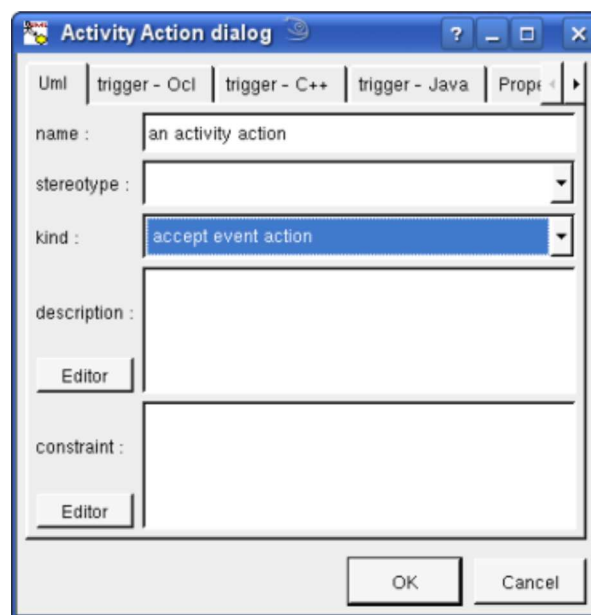 Activity Action dialog
Uml trigger - Ocl trigger - C++ trigger - Java
name : an activity action
stereotype :
kind : accept event action
description :
Editor
constraint :
Editor
OK Cancel